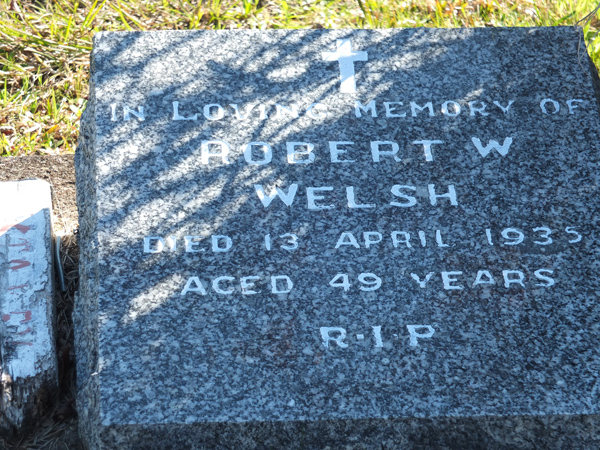 IN LOVING MEMORY OF
ROBERT W
WELSH
DIED 13 APRIL 1935
AGED 49 YEARS
R·I·P